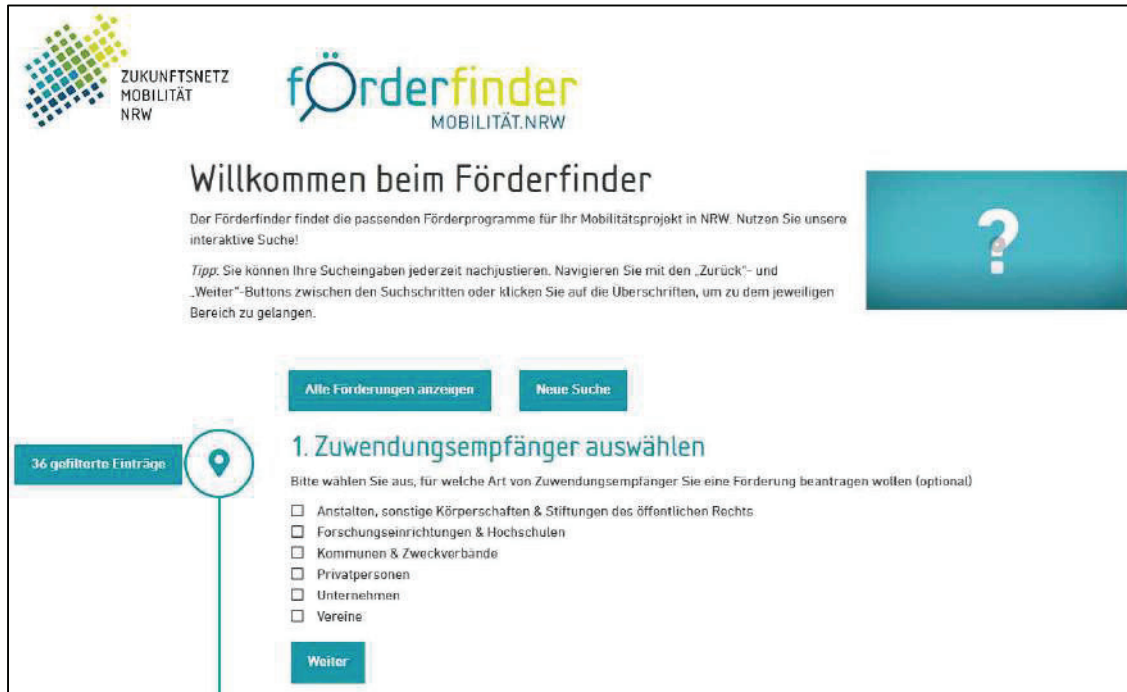 ZUKUNFTSNETZ
MOBILITÄT
NRW
förderfinder
MOBILITÄT.NRW
Willkommen beim Förderfinder
Der Förderfinder findet die passenden Förderprogramme für Ihr Mobilitätsprojekt in NRW. Nutzen Sie unsere
interaktive Suche!
Tipp: Sie können Ihre Sucheingaben jederzeit nachjustieren. Navigieren Sie mit den „Zurück“- und
„Weiter“-Buttons zwischen den Suchschritten oder klicken Sie auf die Überschriften, um zu dem jeweiligen
Bereich zu gelangen.
?
Alle Förderungen anzeigen
Neue Suche
36 gefilterte Einträge
1. Zuwendungsempfänger auswählen
Bitte wählen Sie aus, für welche Art von Zuwendungsempfänger Sie eine Förderung beantragen wollen (optional)
Anstalten, sonstige Körperschaften & Stiftungen des öffentlichen Rechts
Forschungseinrichtungen & Hochschulen
Kommunen & Zweckverbände
Privatpersonen
Unternehmen
Vereine
Weiter